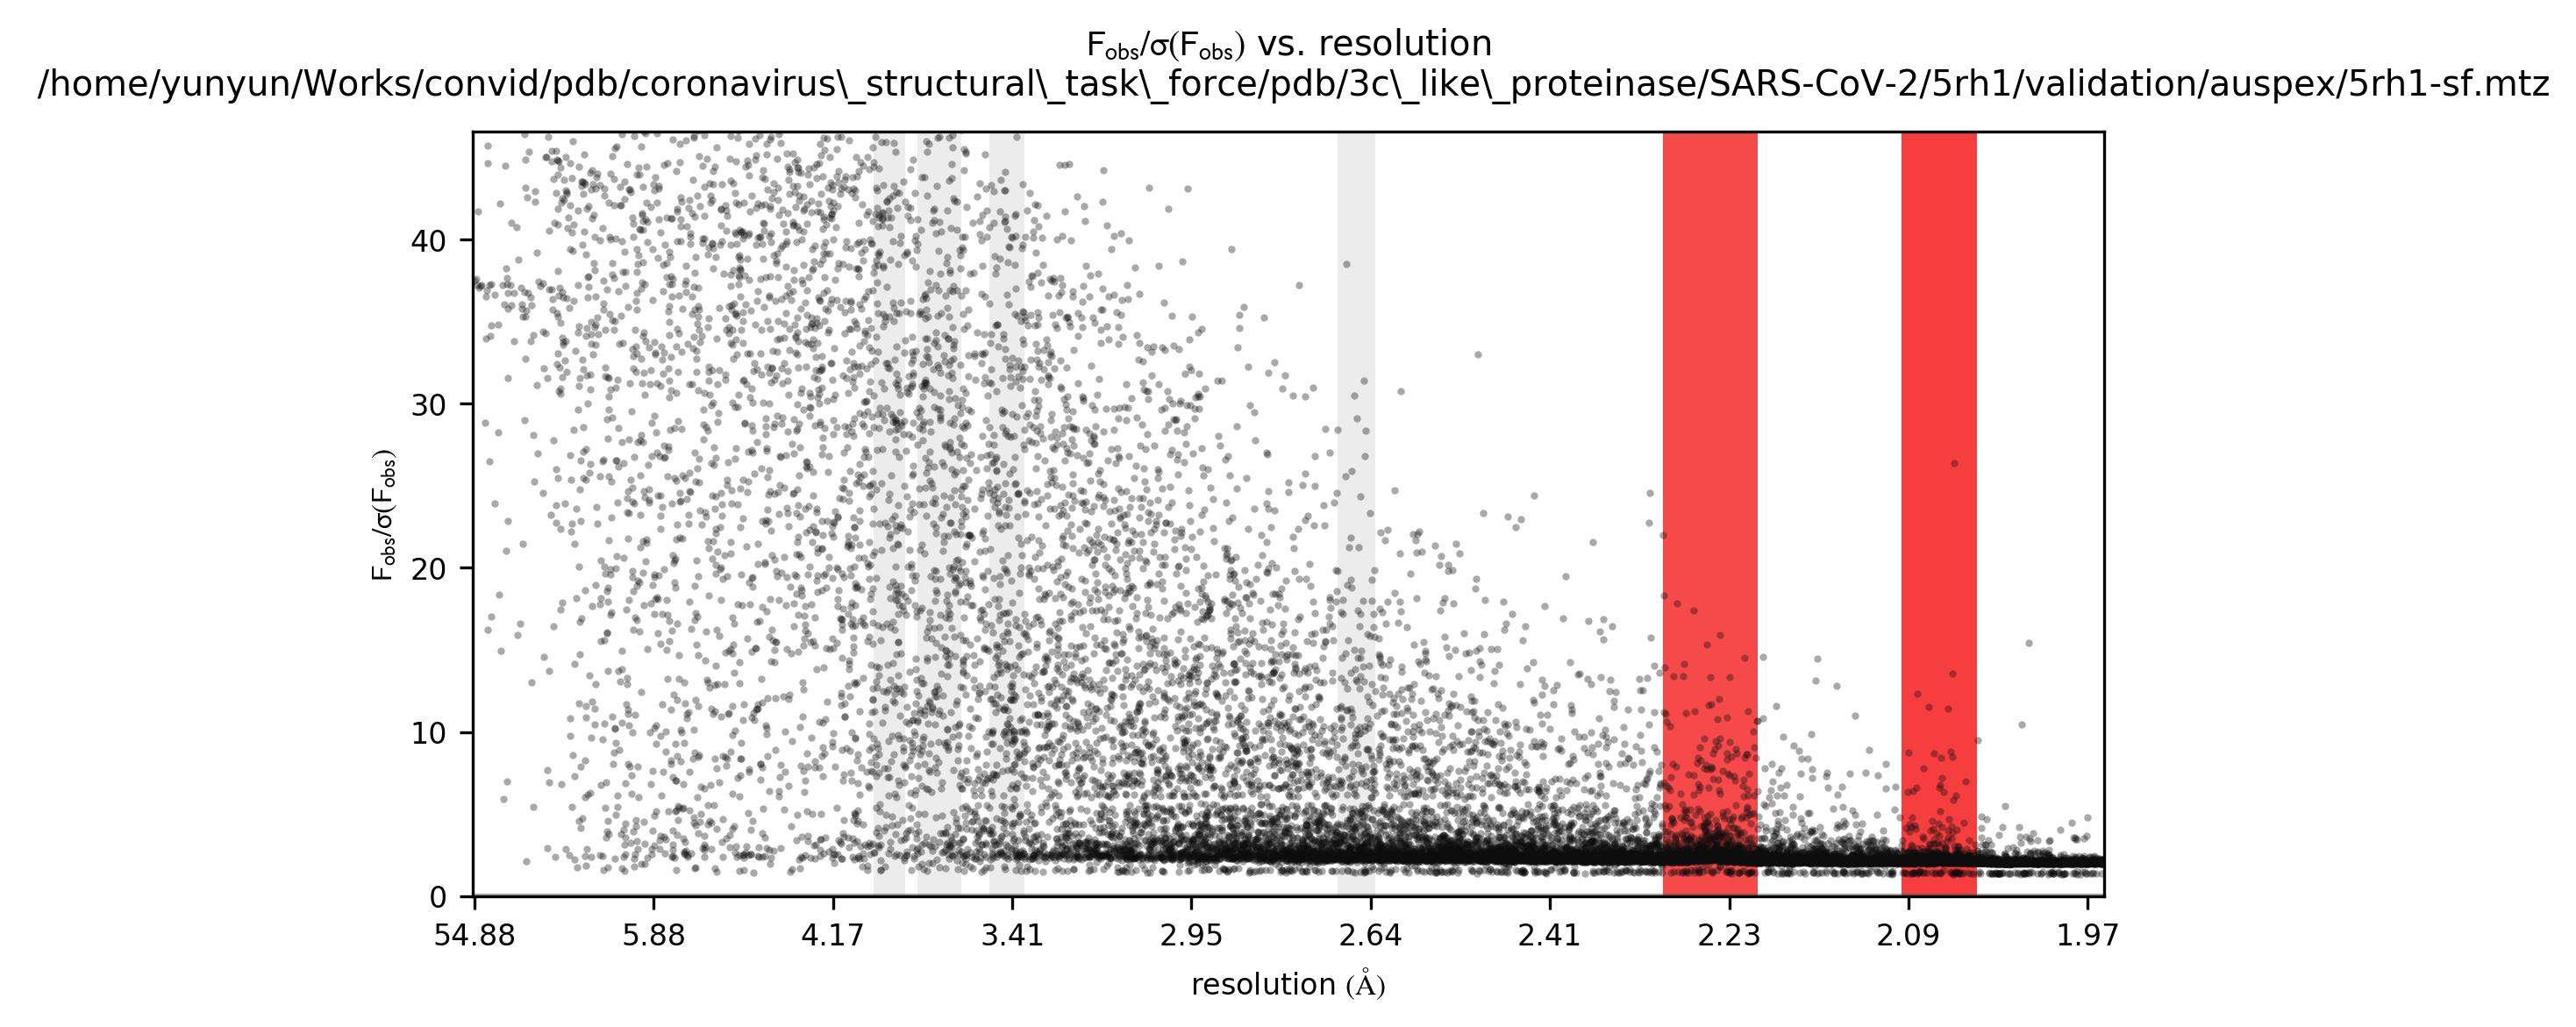 Fobs/σ(Fobs) vs. resolution
/home/yunyun/Works/convid/pdb/coronavirus\_structural\_task\_force/pdb/3c\_like\_proteinase/SARS-CoV-2/5rh1/validation/auspex/5rh1-sf.mtz
Fobs/σ(Fobs)
40
30
20
10
0
54.88 5.88 4.17 3.41 2.95 2.64 2.41 2.23 2.09 1.97
resolution (Å)